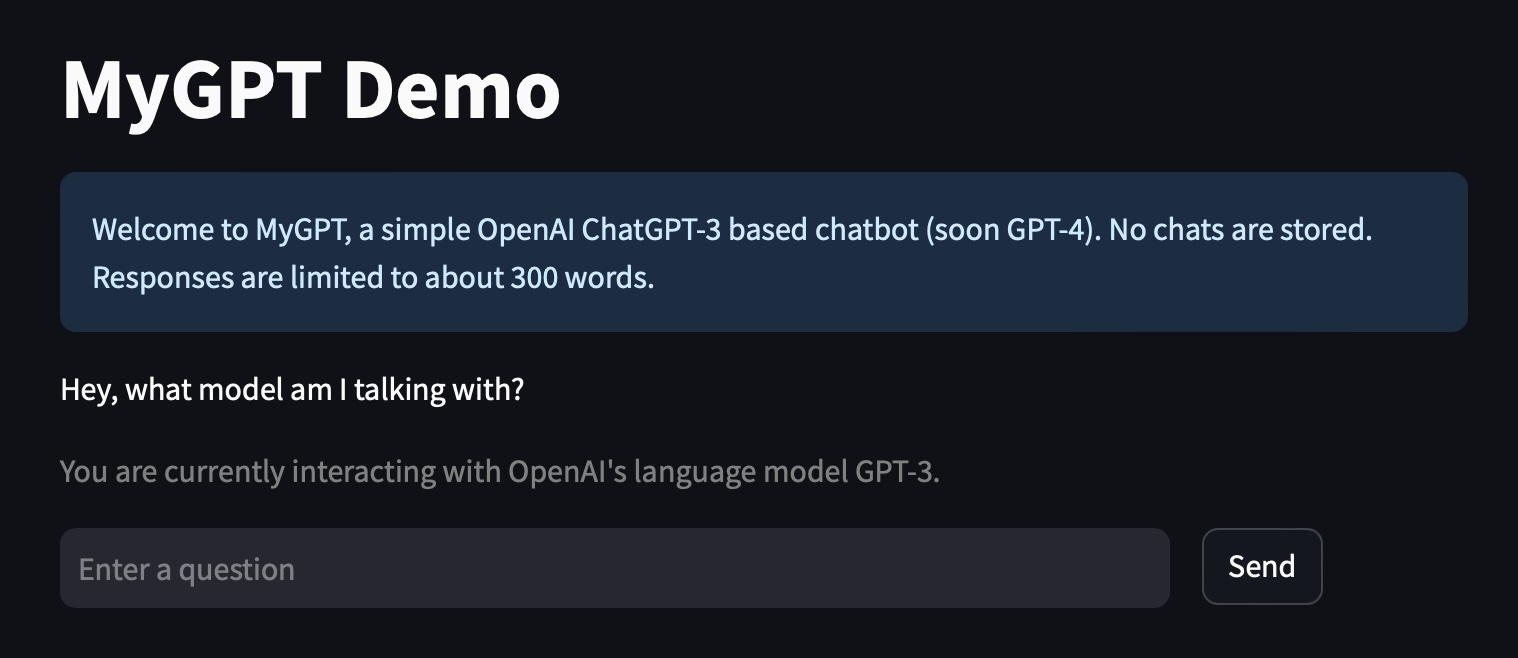 MyGPT Demo
Welcome to MyGPT, a simple OpenAI ChatGPT-3 based chatbot (soon GPT-4). No chats are stored.
Responses are limited to about 300 words.
Hey, what model am I talking with?
You are currently interacting with OpenAI's language model GPT-3.
Enter a question
Send